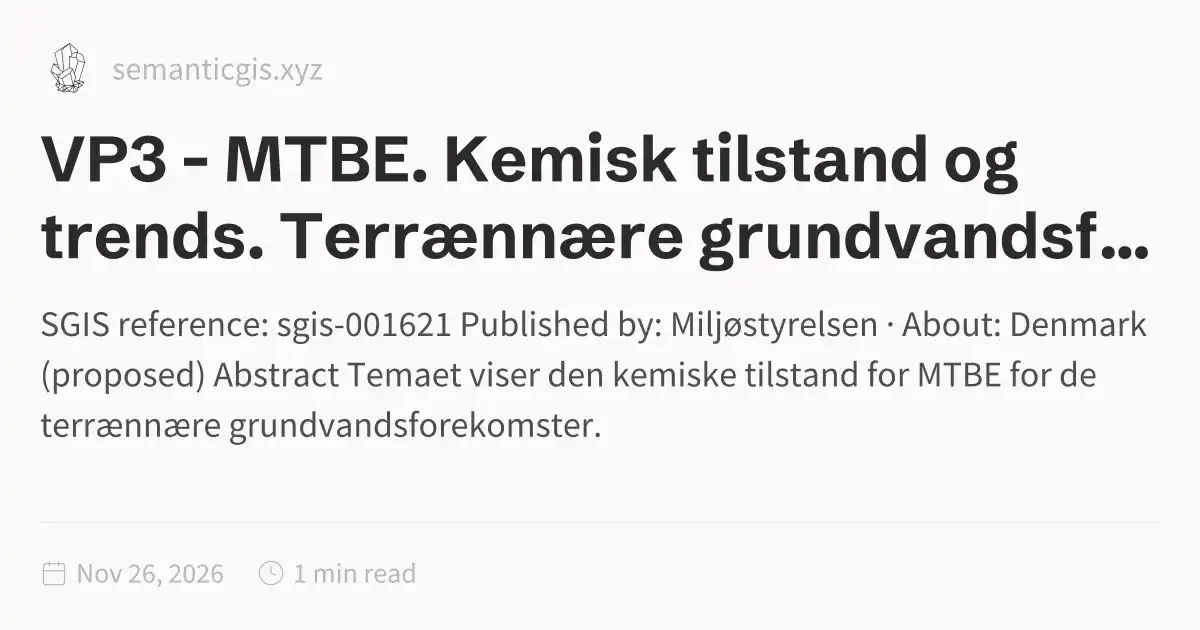 semanticgis.xyz
VP3 - MTBE. Kemisk tilstand og
trends. Terrænnære grundvandsf...
SGIS reference: sgis-001621 Published by: Miljøstyrelsen · About: Denmark
(proposed) Abstract Temaet viser den kemiske tilstand for MTBE for de
terrænnære grundvandsforekomster.
Nov 26, 2026 1 min read